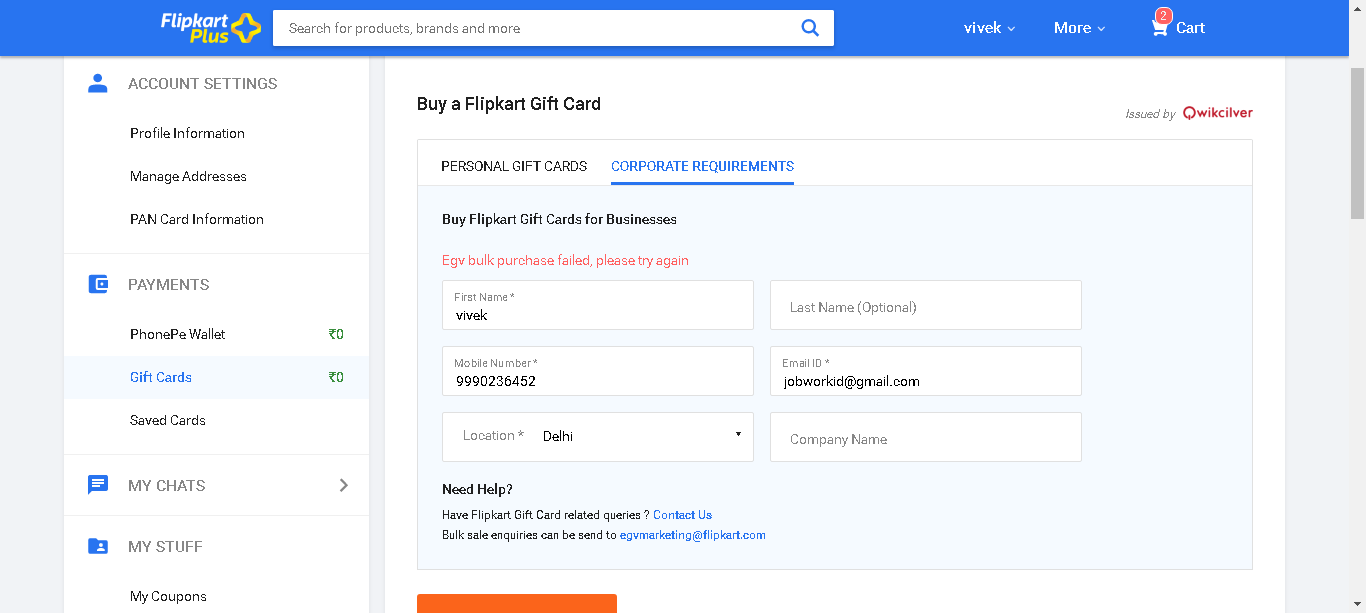 Flipkart
Plus
Search for products, brands and more
vivek
More
2
Cart
ACCOUNT SETTINGS
Profile Information
Manage Addresses
PAN Card Information
PAYMENTS
PhonePe Wallet ₹0
Gift Cards ₹0
Saved Cards
MY CHATS
MY STUFF
My Coupons
Buy a Flipkart Gift Card
Issued by Qwikcilver
PERSONAL GIFT CARDS CORPORATE REQUIREMENTS
Buy Flipkart Gift Cards for Businesses
Egv bulk purchase failed, please try again
First Name *
vivek
Last Name (Optional)
Mobile Number *
9990236452
Email ID *
jobworkid@gmail.com
Location * Delhi
Company Name
Need Help?
Have Flipkart Gift Card related queries ? Contact Us
Bulk sale enquiries can be send to egvmarketing@flipkart.com